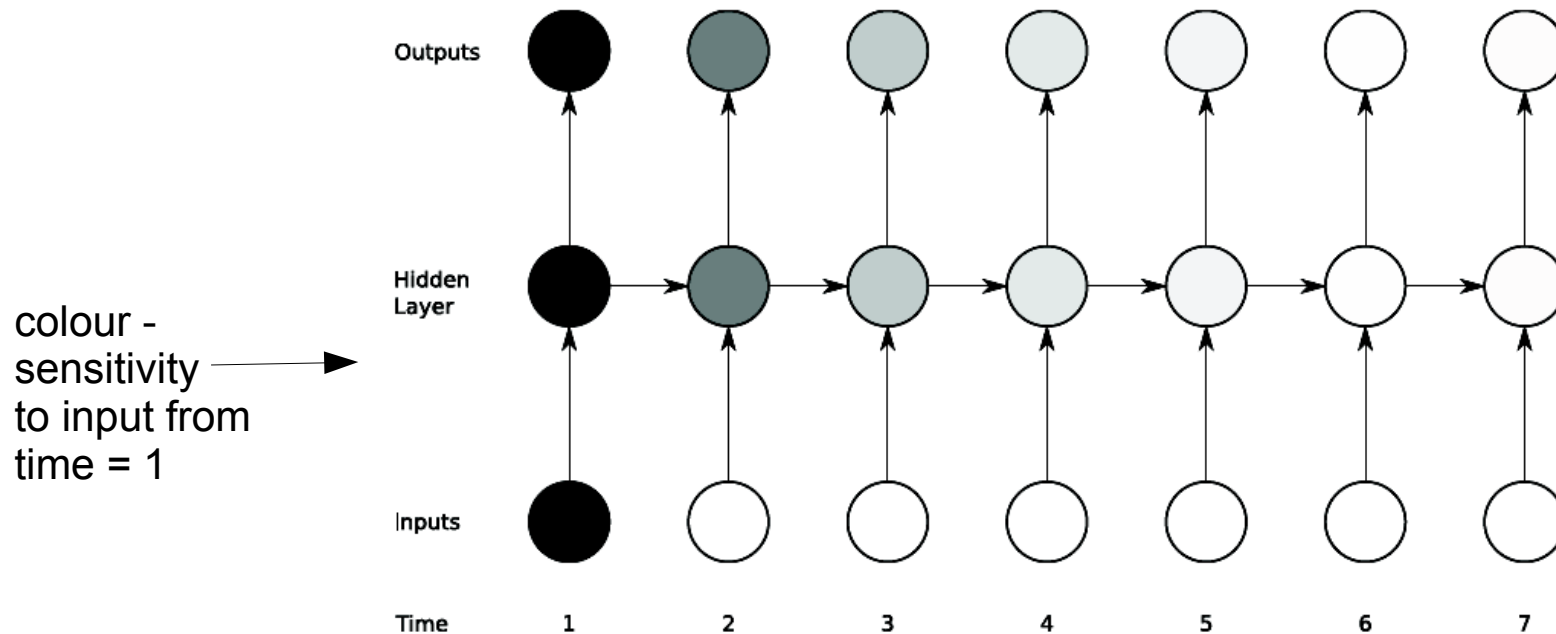 Outputs
Hidden
Layer
colour -
sensitivity
to input from
time = 1
Inputs
Time 1 2 3 4 5 6 7